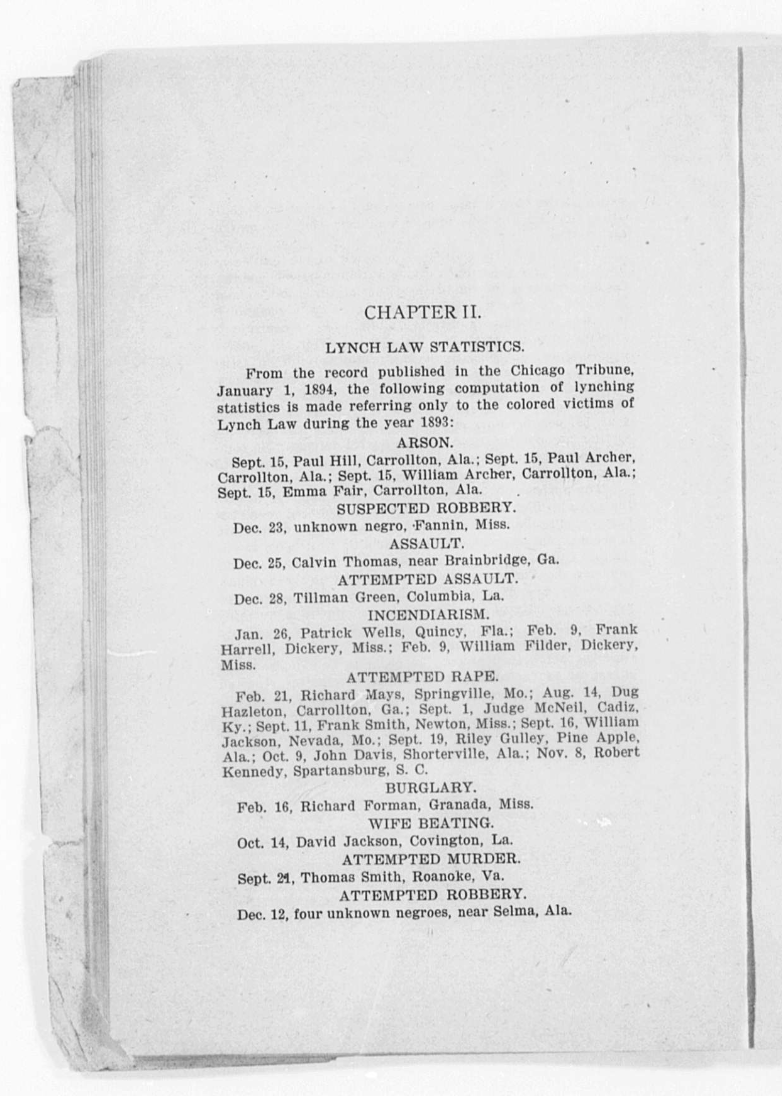 CHAPTER II.
LYNCH LAW STATISTICS.
From the record published in the Chicago Tribune,
January 1, 1894, the following computation of lynching
statistics is made referring only to the colored victims of
Lynch Law during the year 1893:
ARSON.
Sept. 15, Paul Hill, Carrollton, Ala.; Sept. 15, Paul Archer,
Carrollton, Ala.; Sept. 15, William Archer, Carrollton, Ala.;
Sept. 15, Emma Fair, Carrollton, Ala.
SUSPECTED ROBBERY.
Dec. 23, unknown negro, Fannin, Miss.
ASSAULT.
Dec. 25, Calvin Thomas, near Brainbridge, Ga.
ATTEMPTED ASSAULT.
Dec. 28, Tillman Green, Columbia, La.
INCENDIARISM.
Jan. 26, Patrick Wells, Quincy, Fla.; Feb. 9, Frank
Harrell, Dickery, Miss.; Feb. 9, William Filder, Dickery,
Miss.
ATTEMPTED RAPE.
Feb. 21, Richard Mays, Springville, Mo.; Aug. 14, Dug
Hazleton, Carrollton, Ga.; Sept. 1, Judge McNeil, Cadiz,
Ky.; Sept. 11, Frank Smith, Newton, Miss.; Sept. 16, William
Jackson, Nevada, Mo.; Sept. 19, Riley Gulley, Pine Apple,
Ala.; Oct. 9, John Davis, Shorterville, Ala.; Nov. 8, Robert
Kennedy, Spartansburg, S. C.
BURGLARY.
Feb. 16, Richard Forman, Granada, Miss.
WIFE BEATING.
Oct. 14, David Jackson, Covington, La.
ATTEMPTED MURDER.
Sept. 21, Thomas Smith, Roanoke, Va.
ATTEMPTED ROBBERY.
Dec. 12, four unknown negroes, near Selma, Ala.